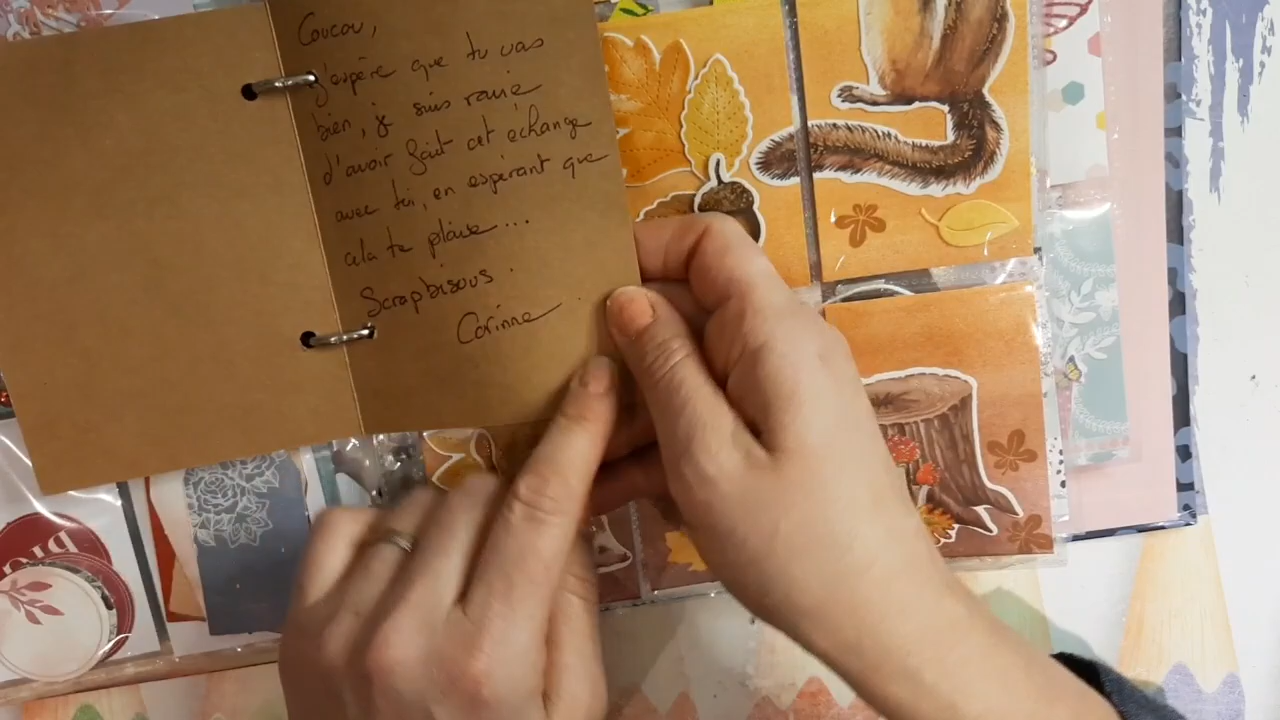 Coucou,
j'espère que tu vas
bien, je suis ravie
d'avoir fait cet échange
avec toi, en espérant que
cela te plaise...
Scrapbisous.
Corinne